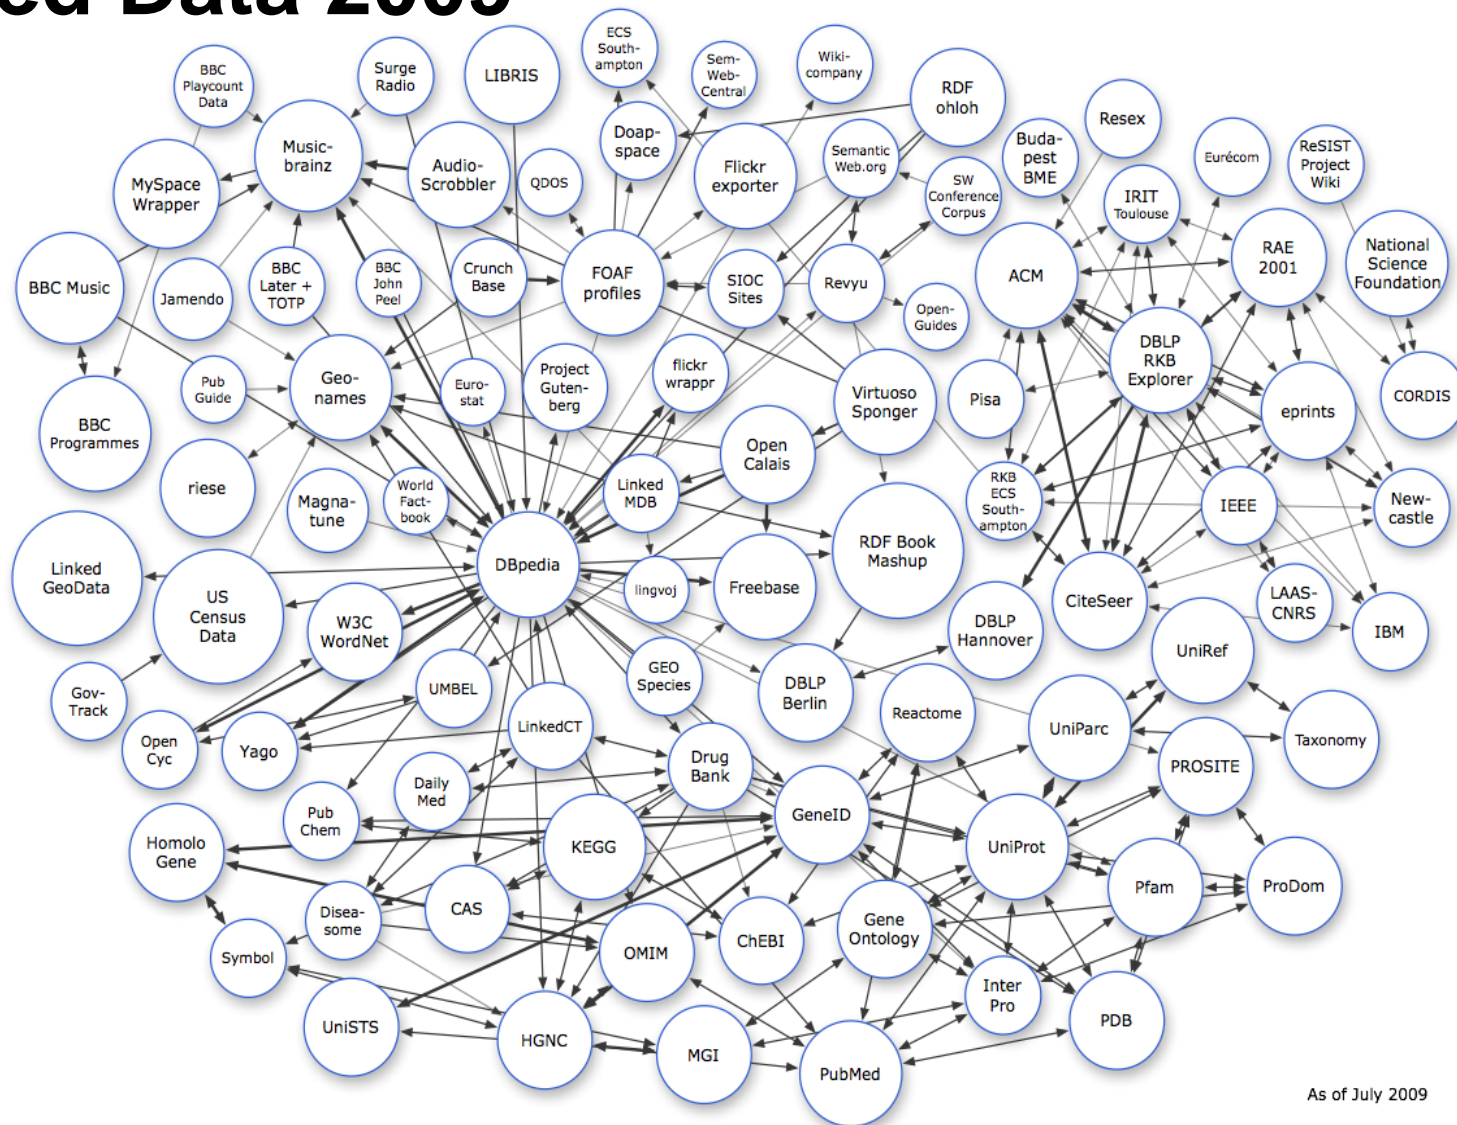 ed Data 2009
ECS
South-
ampton
BBC
Playcount
Data
Surge
Radio
LIBRIS
Sem-
Web-
Central
Wiki-
company
RDF
ohloh
Resex
Music-
brainz
Audio-
Scrobbler
QDOS
Doap-
space
Flickr
exporter
Semantic
Web.org
SW
Conference
Corpus
Buda-
pest
BME
IRIT
Toulouse
Eurécom
ReSIST
Project
Wiki
MySpace
Wrapper
BBC Music
Jamendo
BBC
Later +
TOTP
BBC
John
Peel
Crunch
Base
FOAF
profiles
SIOC
Sites
Revyu
Open-
Guides
ACM
RAE
2001
National
Science
Foundation
BBC
Programmes
Pub
Guide
Geo-
names
Euro-
stat
Project
Guten-
berg
flickr
wrappr
Virtuoso
Sponger
Pisa
DBLP
RKB
Explorer
eprints
CORDIS
riese
Magna-
tune
World
Fact-
book
Linked
MDB
Open
Calais
RKB
ECS
South-
ampton
IEEE
New-
castle
Linked
GeoData
US
Census
Data
W3C
WordNet
DBpedia
lingvoj
Freebase
RDF Book
Mashup
DBLP
Hannover
CiteSeer
LAAS-
CNRS
IBM
Gov-
Track
Open
Cyc
Yago
UMBEL
LinkedCT
GEO
Species
DBLP
Berlin
Reactome
UniParc
UniRef
Taxonomy
PROSITE
Homolo
Gene
Pub
Chem
Daily
Med
Drug
Bank
KEGG
GeneID
UniProt
Pfam
ProDom
Symbol
Disea-
some
CAS
OMIM
ChEBI
Gene
Ontology
Inter
Pro
PDB
UniSTS
HGNC
MGI
PubMed
As of July 2009